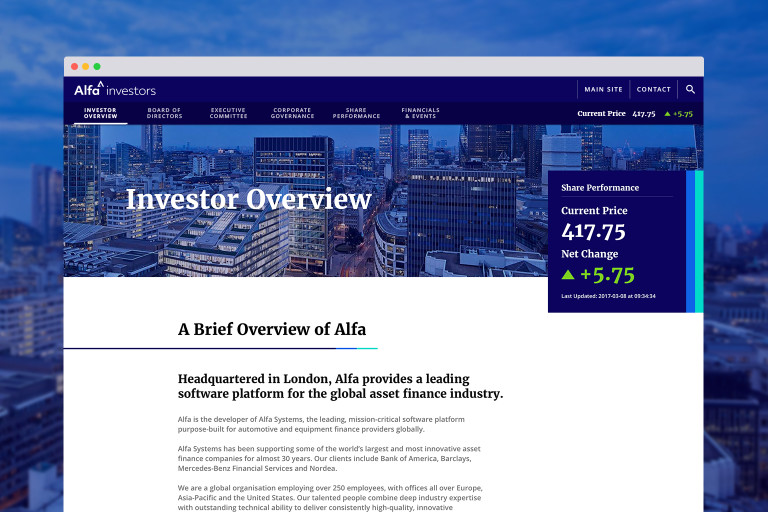 Alfa investors
MAIN SITE
CONTACT
INVESTOR
OVERVIEW
BOARD OF
DIRECTORS
EXECUTIVE
COMMITTEE
CORPORATE
GOVERNANCE
SHARE
PERFORMANCE
FINANCIALS
& EVENTS
Current Price 417.75 +5.75
Investor Overview
Share Performance
Current Price
417.75
Net Change
+5.75
Last Updated: 2017-03-08 at 09:34:34
A Brief Overview of Alfa
Headquartered in London, Alfa provides a leading
software platform for the global asset finance industry.
Alfa is the developer of Alfa Systems, the leading, mission-critical software platform
purpose-built for automotive and equipment finance providers globally.
Alfa Systems has been supporting some of the world's largest and most innovative asset
finance companies for almost 30 years. Our clients include Bank of America, Barclays,
Mercedes-Benz Financial Services and Nordea.
We are a global organisation employing over 250 employees, with offices all over Europe,
Asia-Pacific and the United States. Our talented people combine deep industry expertise
with outstanding technical ability to deliver consistently high-quality, innovative